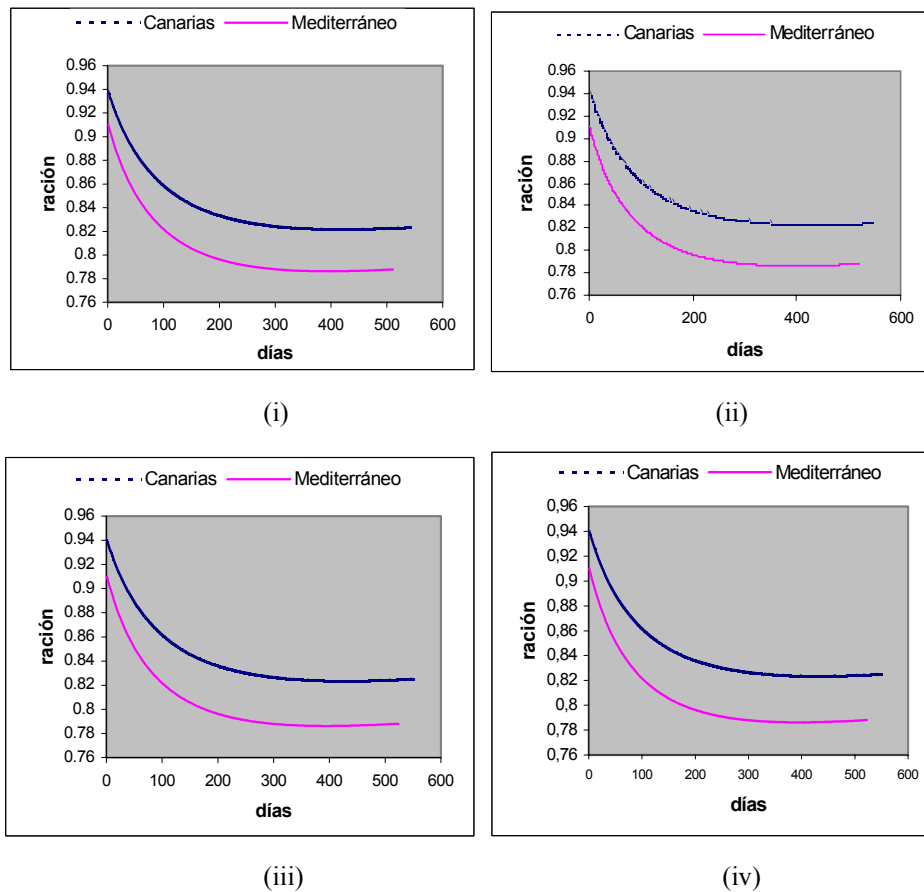 Canarias Mediterráneo
0.96
0.94
0.92
0.9
0.88
0.86
0.84
0.82
0.8
0.78
0.76
ración
0 100 200 300 400 500 600
días
(i)
Canarias Mediterráneo
0.96
0.94
0.92
0.9
0.88
0.86
0.84
0.82
0.8
0.78
0.76
ración
0 200 400 600
días
(ii)
Canarias Mediterráneo
0.96
0.94
0.92
0.9
0.88
0.86
0.84
0.82
0.8
0.78
0.76
ración
0 100 200 300 400 500 600
días
(iii)
Canarias Mediterráneo
0,96
0,94
0,92
0,9
0,88
0,86
0,84
0,82
0,8
0,78
0,76
ración
0 100 200 300 400 500 600
días
(iv)